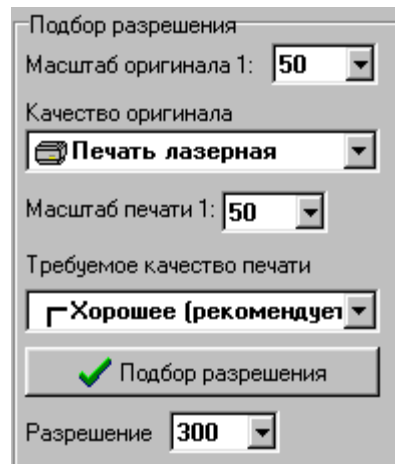 Подбор разрешения
Масштаб оригинала 1: 50
Качество оригинала
Печать лазерная
Масштаб печати 1: 50
Требуемое качество печати
Хорошее (рекомендует
Подбор разрешения
Разрешение 300